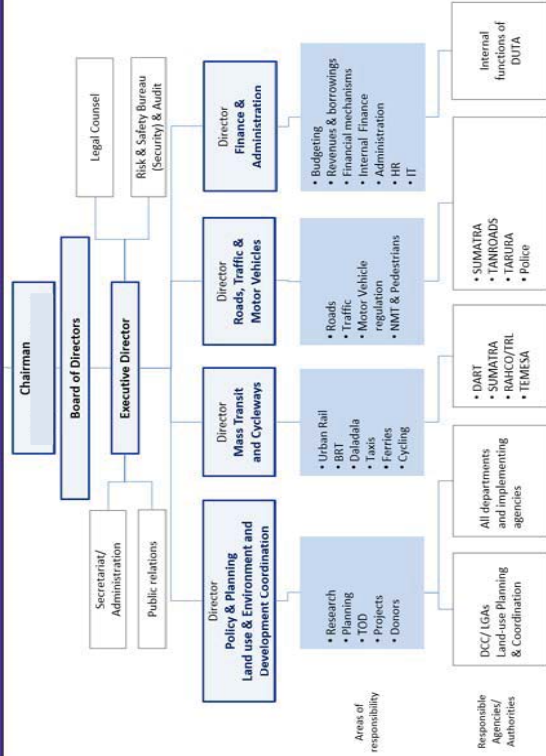 Chairman
Board of Directors
Executive Director
Legal Counsel
Risk & Safety Bureau
(Security) & Audit
Secretariat/
Administration
Public relations
Director
Policy & Planning
Land use & Environment and
Development Coordination
Director
Mass Transit
and Cycleways
Director
Roads, Traffic &
Motor Vehicles
Director
Finance &
Administration
Areas of
responsibility
• Research
• Planning
• TOD
• Projects
• Donors
• Urban Rail
• BRT
• Daladala
• Taxis
• Ferries
• Cycling
• Roads
• Traffic
• Motor Vehicle
regulation
• NMT & Pedestrians
• Budgeting
• Revenues & borrowings
• Financial mechanisms
• Internal Finance
• Administration
• HR
• IT
Responsible
Agencies/
Authorities
DCC/ LGAs
Land-use Planning
& Coordination
All departments
and implementing
agencies
• DART
• SUMATRA
• RAHCO/TRL
• TEMESA
• SUMATRA
• TANROADS
• TARURA
• Police
Internal
functions of
DUTA